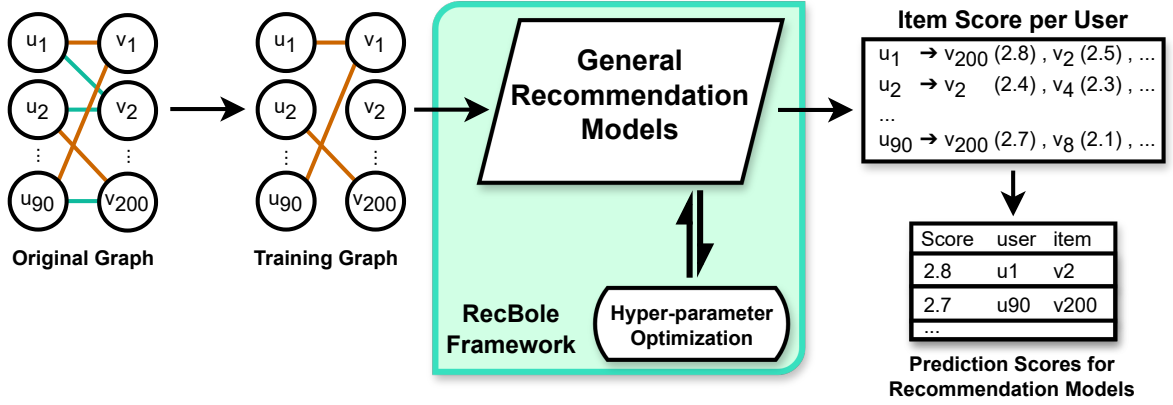 u1 v1
u2 v2
⋮ ⋮
u90 v200
Original Graph
u1 v1
u2 v2
⋮ ⋮
u90 v200
Training Graph
General
Recommendation
Models
RecBole
Framework
Hyper-parameter
Optimization
Item Score per User
u1 ➔ v200 (2.8) , v2 (2.5) , ...
u2 ➔ v2 (2.4) , v4 (2.3) , ...
...
u90 ➔ v200 (2.7) , v8 (2.1) , ...
Score user item
2.8 u1 v2
2.7 u90 v200
...
Prediction Scores for
Recommendation Models